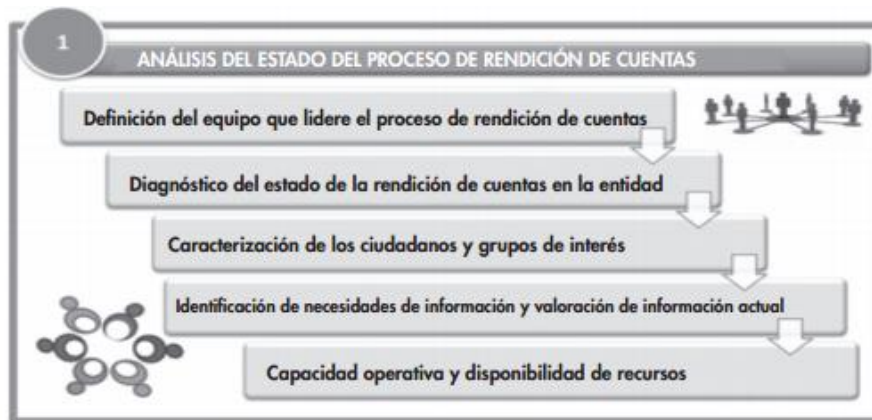 1
ANÁLISIS DEL ESTADO DEL PROCESO DE RENDICIÓN DE CUENTAS
Definición del equipo que lidere el proceso de rendición de cuentas
Diagnóstico del estado de la rendición de cuentas en la entidad
Caracterización de los ciudadanos y grupos de interés
Identificación de necesidades de información y valoración de información actual
Capacidad operativa y disponibilidad de recursos